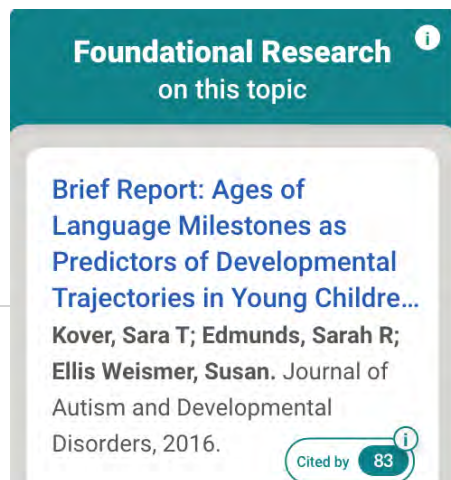 Foundational Research
i
on this topic
Brief Report: Ages of
Language Milestones as
Predictors of Developmental
Trajectories in Young Childre...
Kover, Sara T; Edmunds, Sarah R;
Ellis Weismer, Susan. Journal of
Autism and Developmental
Disorders, 2016.
i
Cited by 83